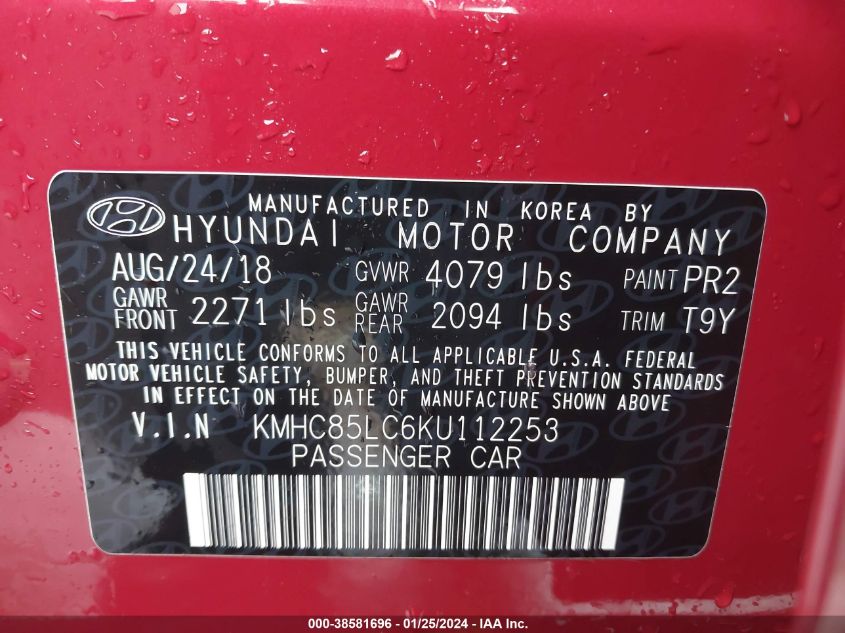 MANUFACTURED IN KOREA BY
HYUNDAI MOTOR COMPANY
AUG/24/18 GVWR 4079 lbs PAINT PR2
GAWR FRONT 2271 lbs GAWR REAR 2094 lbs TRIM T9Y
THIS VEHICLE CONFORMS TO ALL APPLICABLE U.S.A. FEDERAL
MOTOR VEHICLE SAFETY, BUMPER, AND THEFT PREVENTION STANDARDS
IN EFFECT ON THE DATE OF MANUFACTURE SHOWN ABOVE
V.I.N KMHC85LC6KU112253
PASSENGER CAR
000-38581696 - 01/25/2024 - IAA Inc.